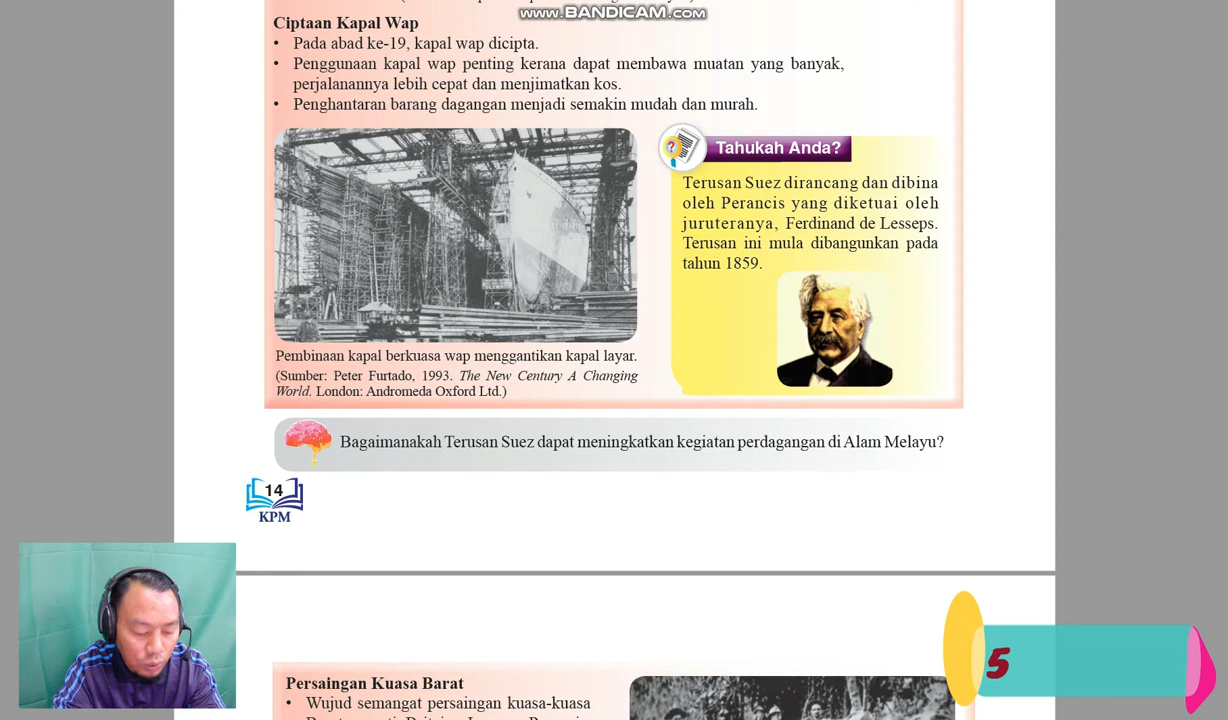 www.BANDICAM.com
Ciptaan Kapal Wap
• Pada abad ke-19, kapal wap dicipta.
• Penggunaan kapal wap penting kerana dapat membawa muatan yang banyak,
perjalanannya lebih cepat dan menjimatkan kos.
• Penghantaran barang dagangan menjadi semakin mudah dan murah.
Pembinaan kapal berkuasa wap menggantikan kapal layar.
(Sumber: Peter Furtado, 1993. The New Century A Changing
World. London: Andromeda Oxford Ltd.)
?
Tahukah Anda?
Terusan Suez dirancang dan dibina
oleh Perancis yang diketuai oleh
juruteranya, Ferdinand de Lesseps.
Terusan ini mula dibangunkan pada
tahun 1859.
Bagaimanakah Terusan Suez dapat meningkatkan kegiatan perdagangan di Alam Melayu?
14
KPM
5
Persaingan Kuasa Barat
• Wujud semangat persaingan kuasa-kuasa